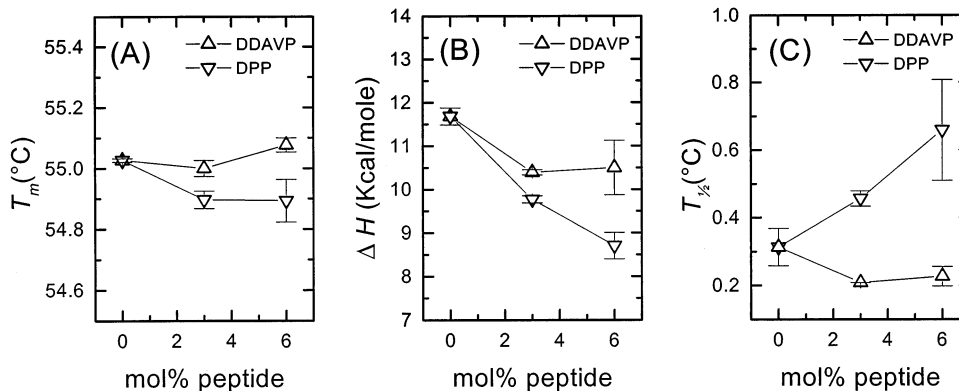 (A)
DDAVP
DPP
55.4
55.2
55.0
54.8
54.6
Tm(°C)
0 2 4 6
mol% peptide
(B)
DDAVP
DPP
14
13
12
11
10
9
8
7
Δ H (Kcal/mole)
0 2 4 6
mol% peptide
(C)
DDAVP
DPP
1.0
0.8
0.6
0.4
0.2
T½(°C)
0 2 4 6
mol% peptide